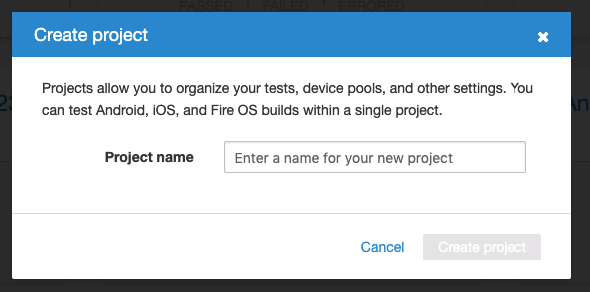 PASSED FAILED ERRORED
Create project
Projects allow you to organize your tests, device pools, and other settings. You
can test Android, iOS, and Fire OS builds within a single project.
Project name
Enter a name for your new project
Cancel
Create project